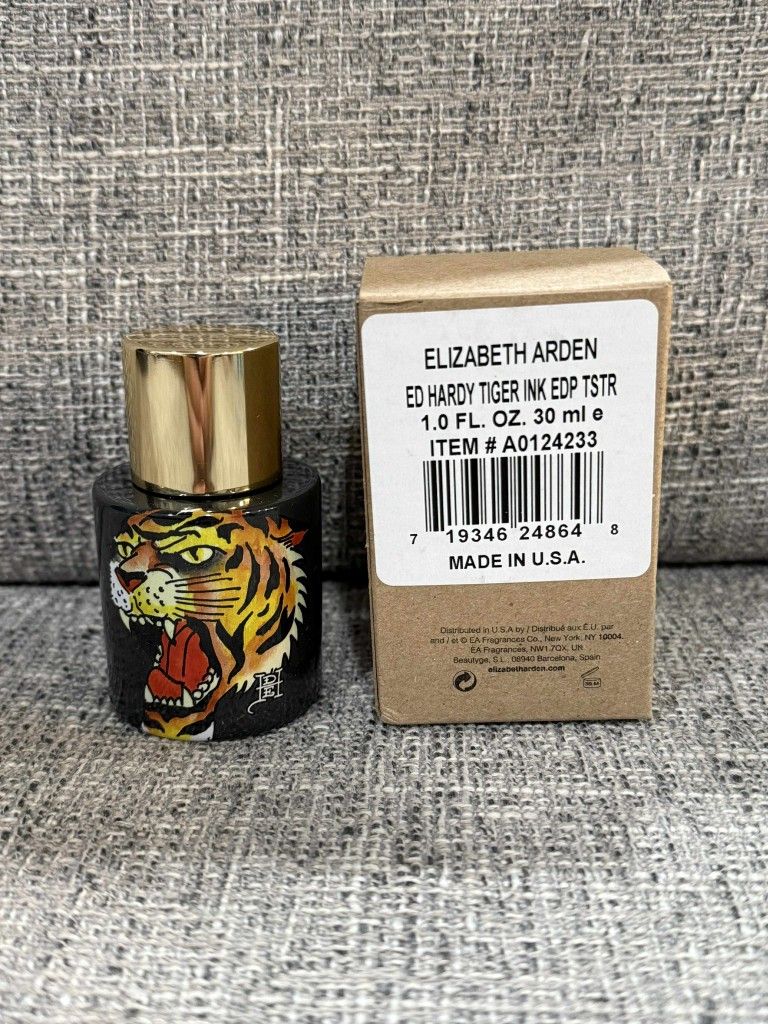 ELIZABETH ARDEN
ED HARDY TIGER INK EDP TSTR
1.0 FL. OZ. 30 ml e
ITEM # A0124233
7 19346 24864 8
MADE IN U.S.A.
Distributed in U.S.A by / Distribué aux É.U. par
and / et © EA Fragrances Co., New York, NY 10004.
EA Fragrances, NW1 7QX, UK
Beautyge, S.L., 08940 Barcelona, Spain
elizabetharden.com